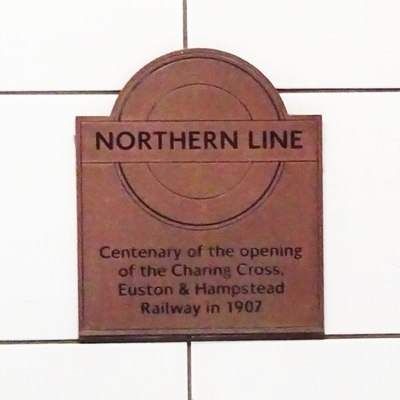 NORTHERN LINE
Centenary of the opening
of the Charing Cross,
Euston & Hampstead
Railway in 1907